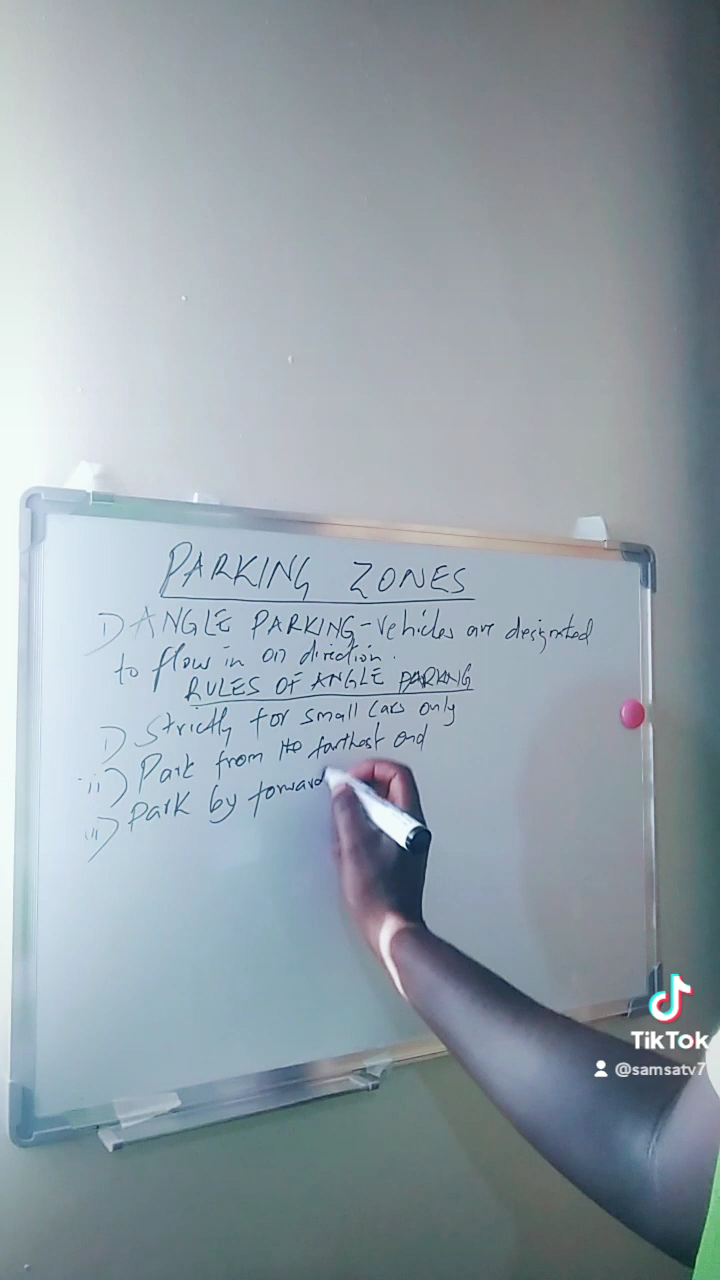 PARKING ZONES
1) ANGLE PARKING - Vehicles are designated
to flow in on direction.
RULES OF ANGLE PARKING
i) Strictly for small cars only
ii) Park from the farthest end
iii) Park by forward
TikTok
@samsatv7